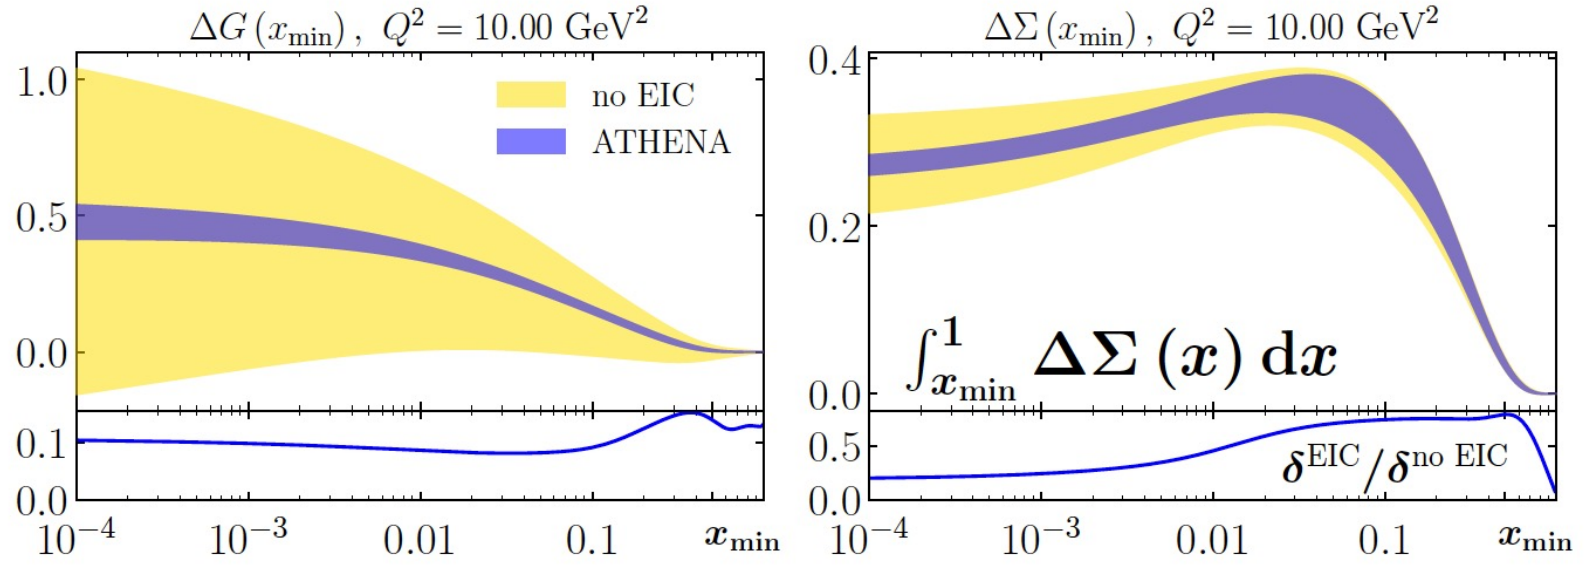 ΔG (x_min) , Q² = 10.00 GeV²
1.0
0.5
0.0
no EIC
ATHENA
0.1
0.0
10⁻⁴ 10⁻³ 0.01 0.1 x_min
ΔΣ (x_min) , Q² = 10.00 GeV²
0.4
0.2
0.0
∫_{x_min}^{1} ΔΣ (x) dx
0.5
0.0
δ^EIC/δ^no EIC
10⁻⁴ 10⁻³ 0.01 0.1 x_min